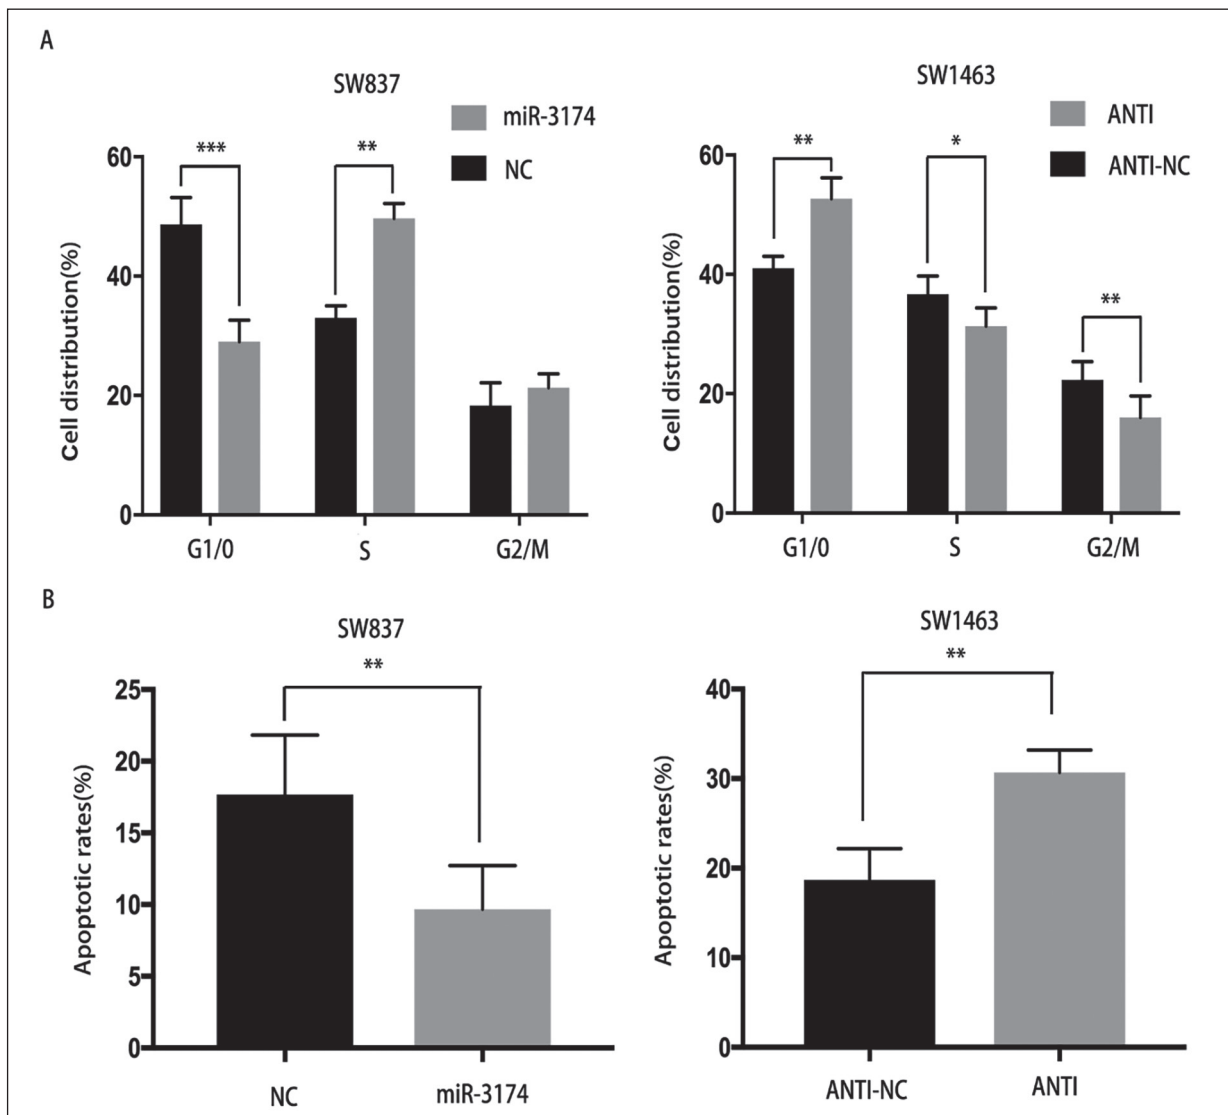 A
SW837
miR-3174
NC
***
**
Cell distribution(%)
60
40
20
0
G1/0
S
G2/M
SW1463
ANTI
ANTI-NC
**
*
**
Cell distribution(%)
60
40
20
0
G1/0
S
G2/M
B
SW837
**
Apoptotic rates(%)
25
20
15
10
5
0
NC
miR-3174
SW1463
**
Apoptotic rates(%)
40
30
20
10
0
ANTI-NC
ANTI